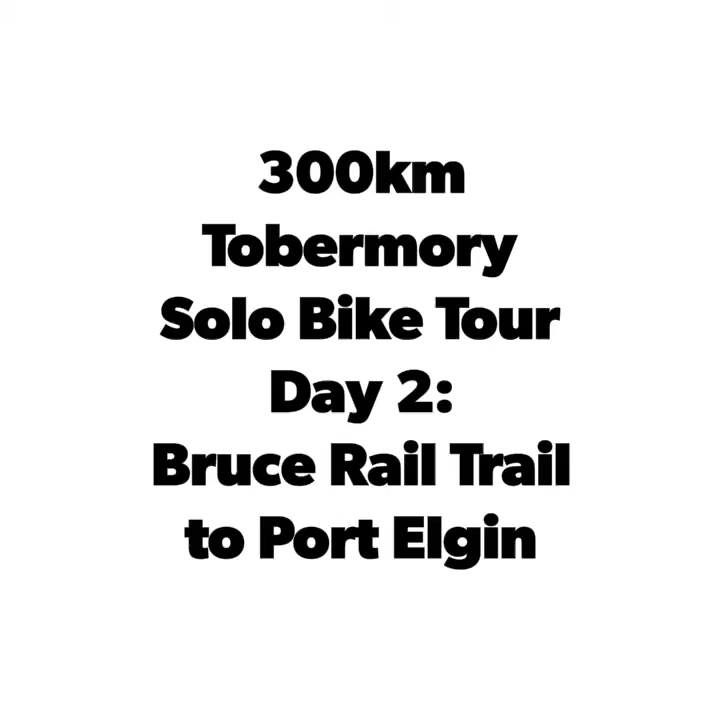 300km
Tobermory
Solo Bike Tour
Day 2:
Bruce Rail Trail
to Port Elgin